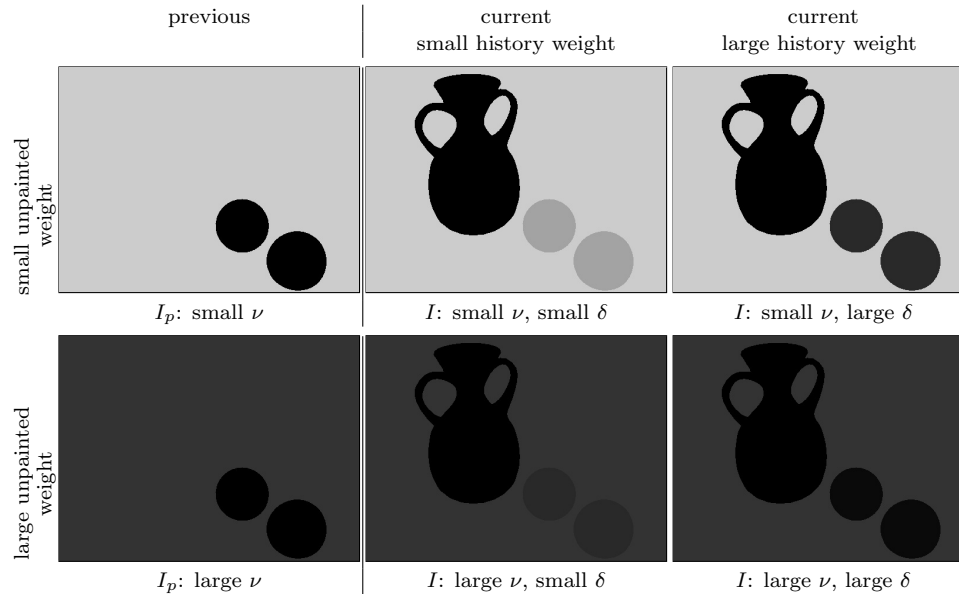 previous
current
small history weight
current
large history weight
small unpainted
weight
I_p: small ν
I: small ν, small δ
I: small ν, large δ
large unpainted
weight
I_p: large ν
I: large ν, small δ
I: large ν, large δ